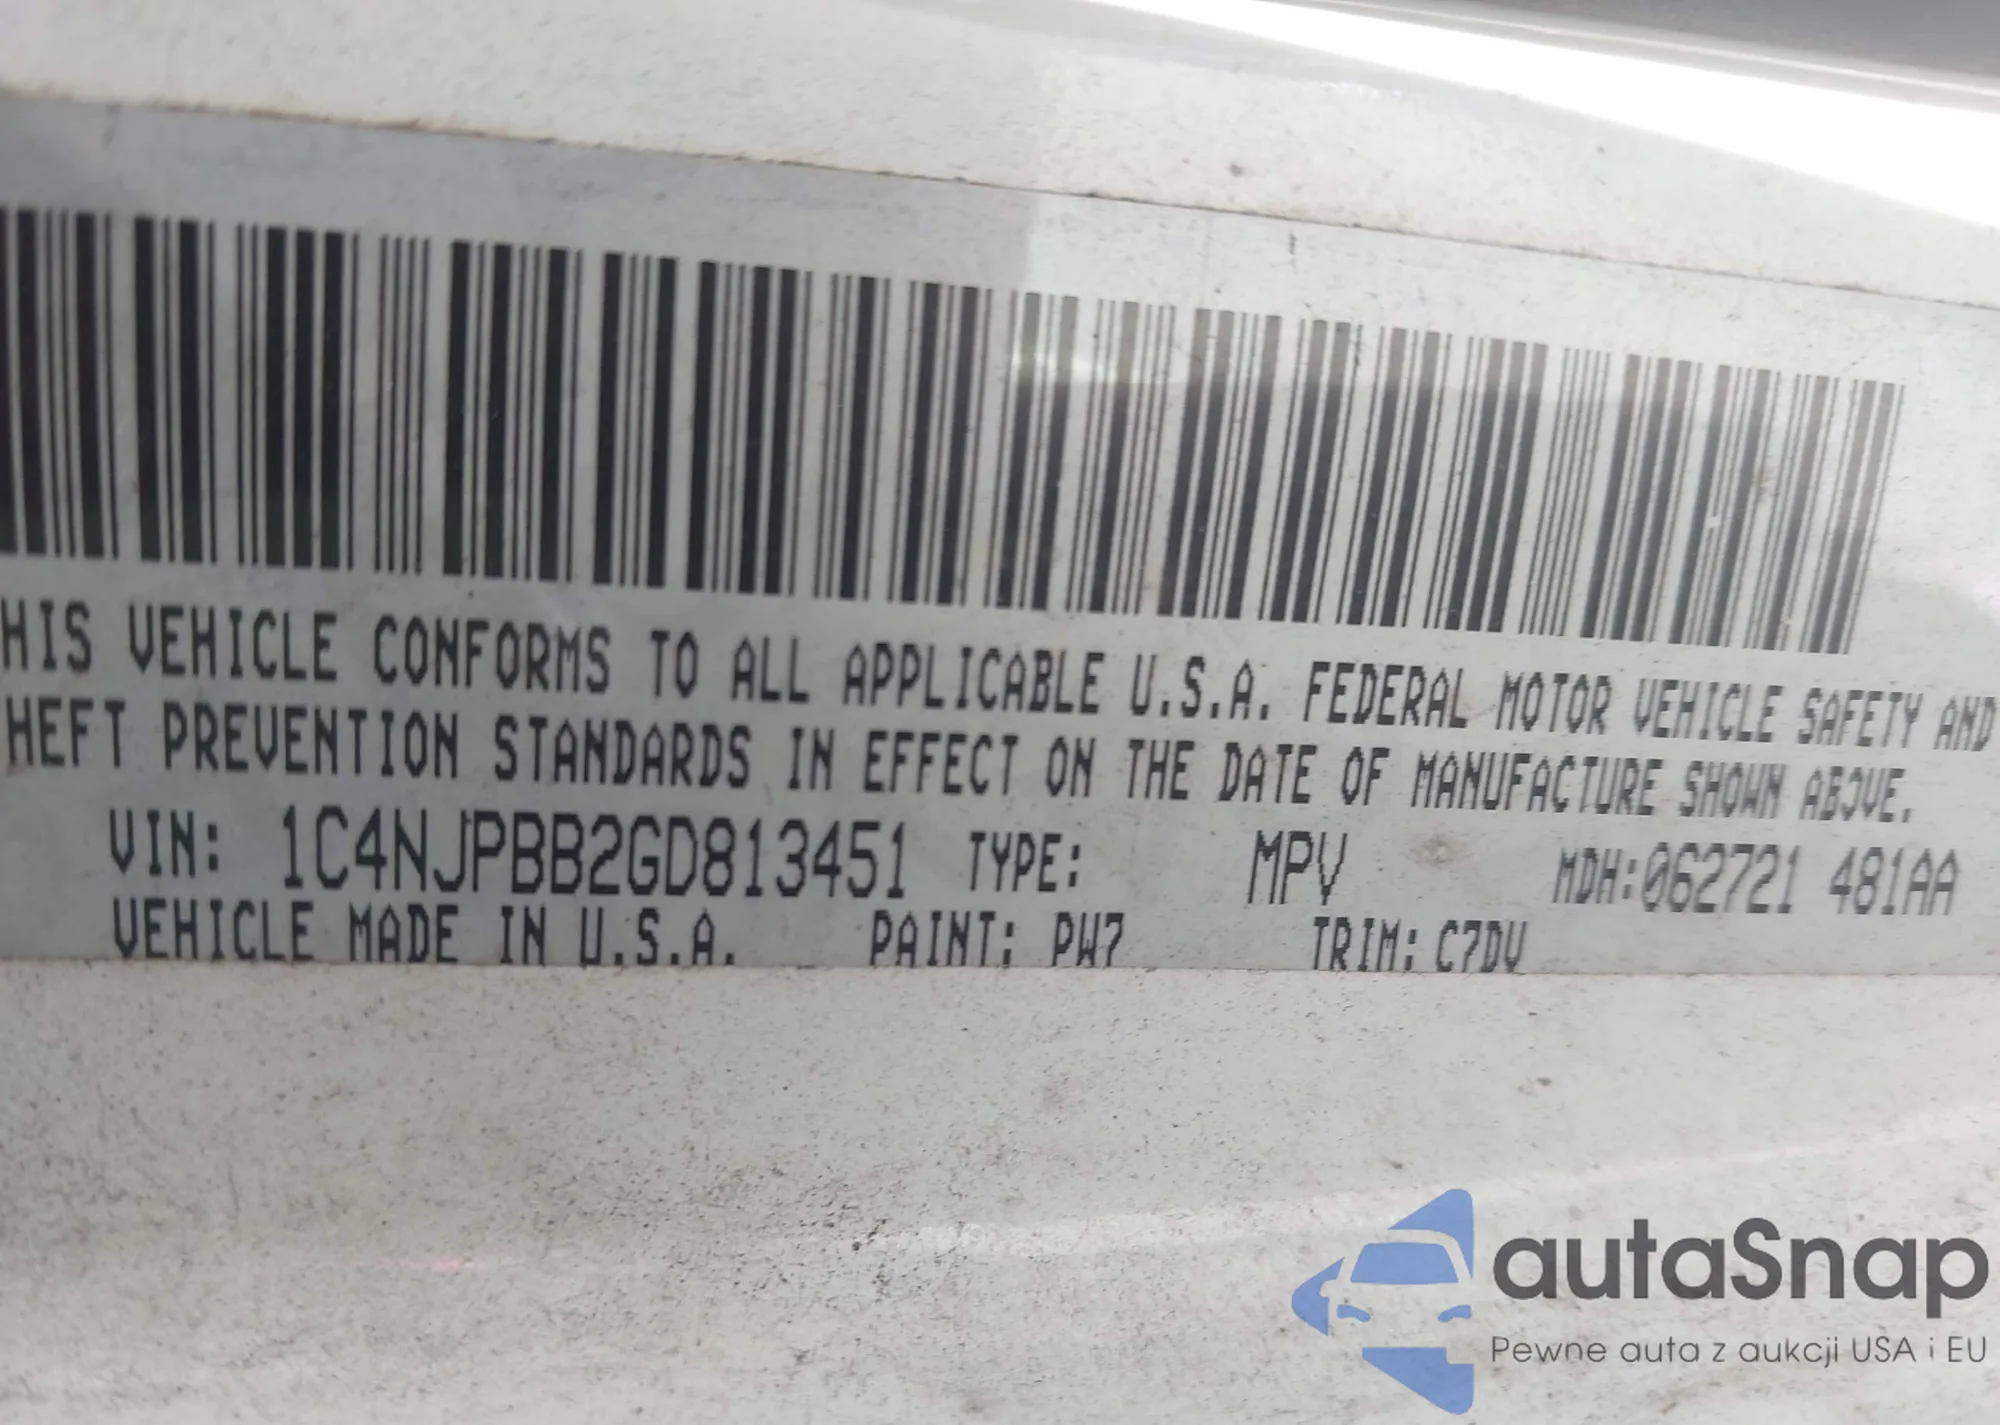 HIS VEHICLE CONFORMS TO ALL APPLICABLE U.S.A. FEDERAL MOTOR VEHICLE SAFETY AND
HEFT PREVENTION STANDARDS IN EFFECT ON THE DATE OF MANUFACTURE SHOWN ABOVE.
VIN: 1C4NJPBB2GD813451 TYPE: MPV MDH:062721 481AA
VEHICLE MADE IN U.S.A. PAINT: PW7 TRIM: C7DV
autaSnap
Pewne auta z aukcji USA i EU